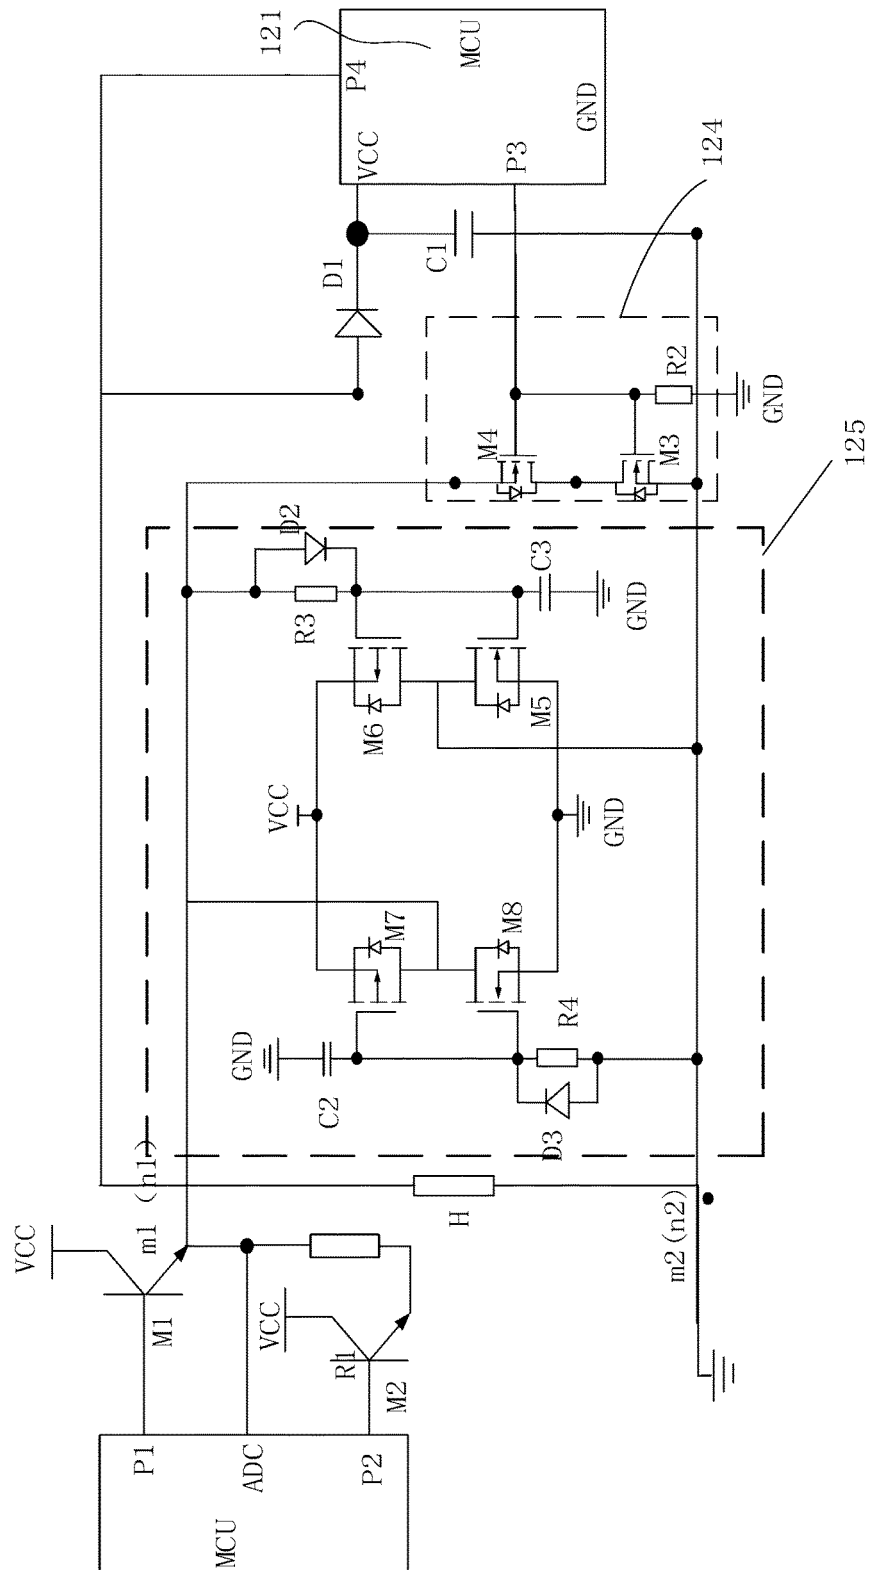 MCU
P1
ADC
P2
VCC
M1
VCC
R1
M2
m1 (n1)
H
m2(n2)
GND
C2
D3
R4
M7
M8
VCC
GND
M6
M5
R3
D2
C3
GND
125
M4
M3
R2
GND
124
D1
C1
VCC
P4
P3
MCU
GND
121